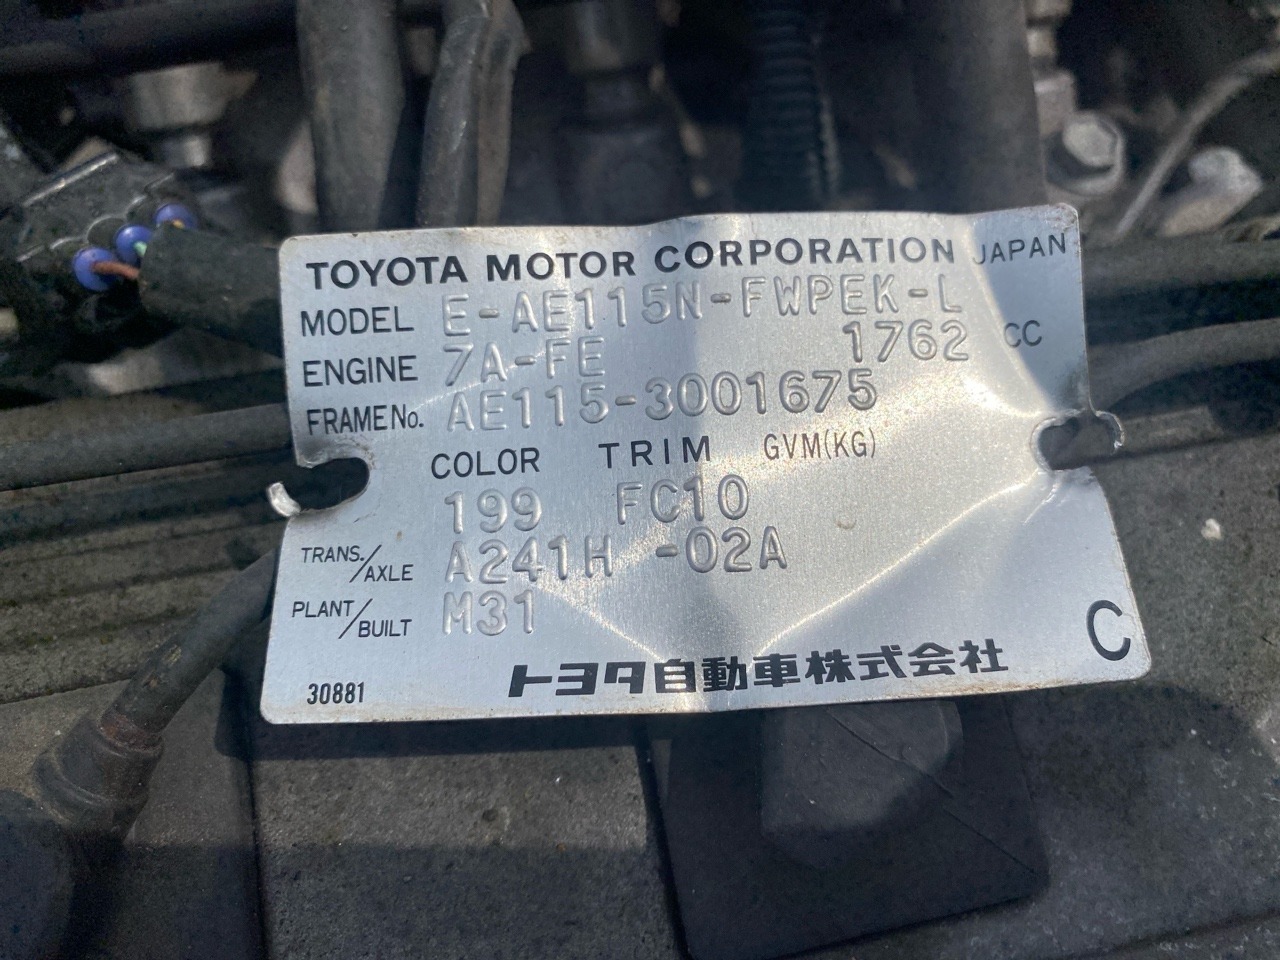 TOYOTA MOTOR CORPORATION JAPAN
MODEL E-AE115N-FWPEK-L
ENGINE 7A-FE 1762 CC
FRAME No. AE115-3001675
COLOR TRIM GVM(KG)
199 FC10
TRANS./AXLE A241H -02A
PLANT/BUILT M31
トヨタ自動車株式会社
C
30881